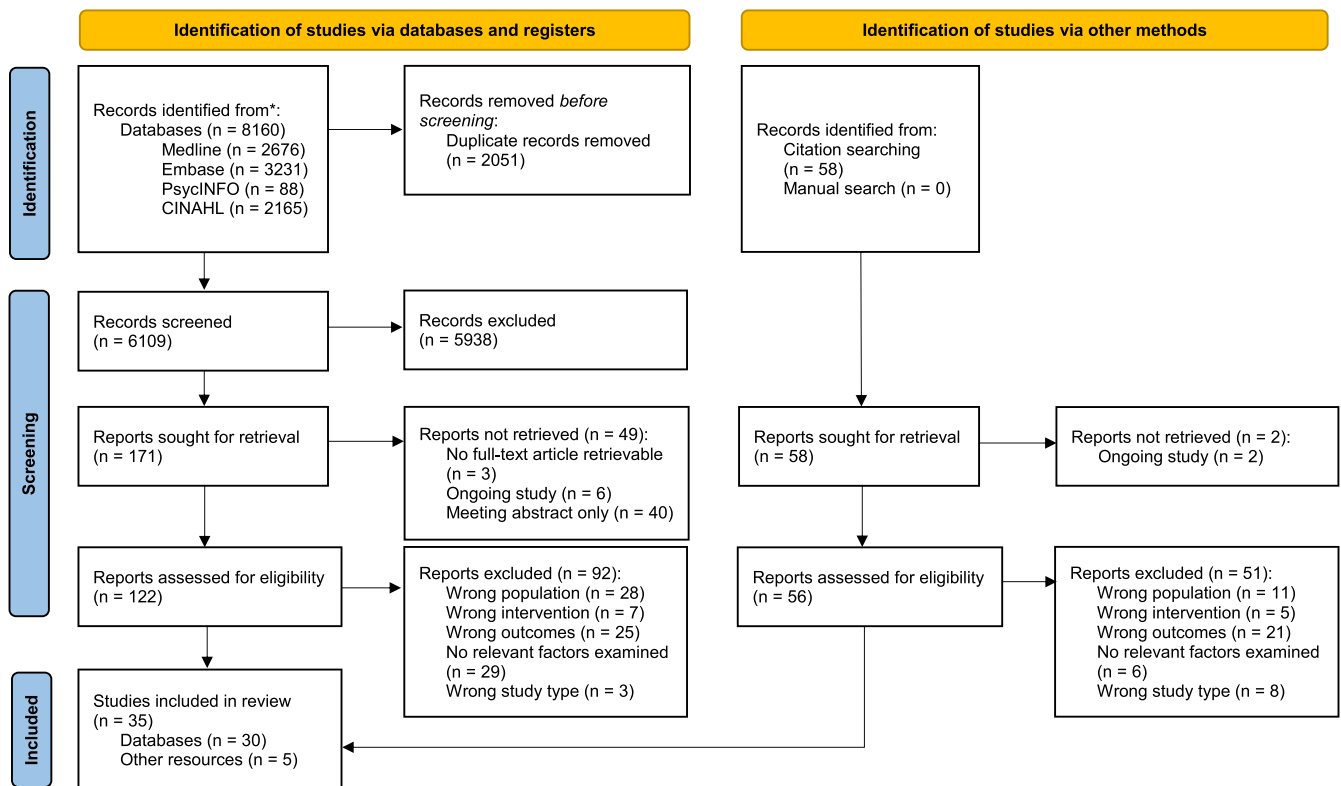 Identification of studies via databases and registers
Identification of studies via other methods
Identification
Records identified from*:
Databases (n = 8160)
Medline (n = 2676)
Embase (n = 3231)
PsycINFO (n = 88)
CINAHL (n = 2165)
Records removed before
screening:
Duplicate records removed
(n = 2051)
Records identified from:
Citation searching
(n = 58)
Manual search (n = 0)
Screening
Records screened
(n = 6109)
Records excluded
(n = 5938)
Reports sought for retrieval
(n = 171)
Reports not retrieved (n = 49):
No full-text article retrievable
(n = 3)
Ongoing study (n = 6)
Meeting abstract only (n = 40)
Reports sought for retrieval
(n = 58)
Reports not retrieved (n = 2):
Ongoing study (n = 2)
Reports assessed for eligibility
(n = 122)
Reports excluded (n = 92):
Wrong population (n = 28)
Wrong intervention (n = 7)
Wrong outcomes (n = 25)
No relevant factors examined
(n = 29)
Wrong study type (n = 3)
Reports assessed for eligibility
(n = 56)
Reports excluded (n = 51):
Wrong population (n = 11)
Wrong intervention (n = 5)
Wrong outcomes (n = 21)
No relevant factors examined
(n = 6)
Wrong study type (n = 8)
Included
Studies included in review
(n = 35)
Databases (n = 30)
Other resources (n = 5)